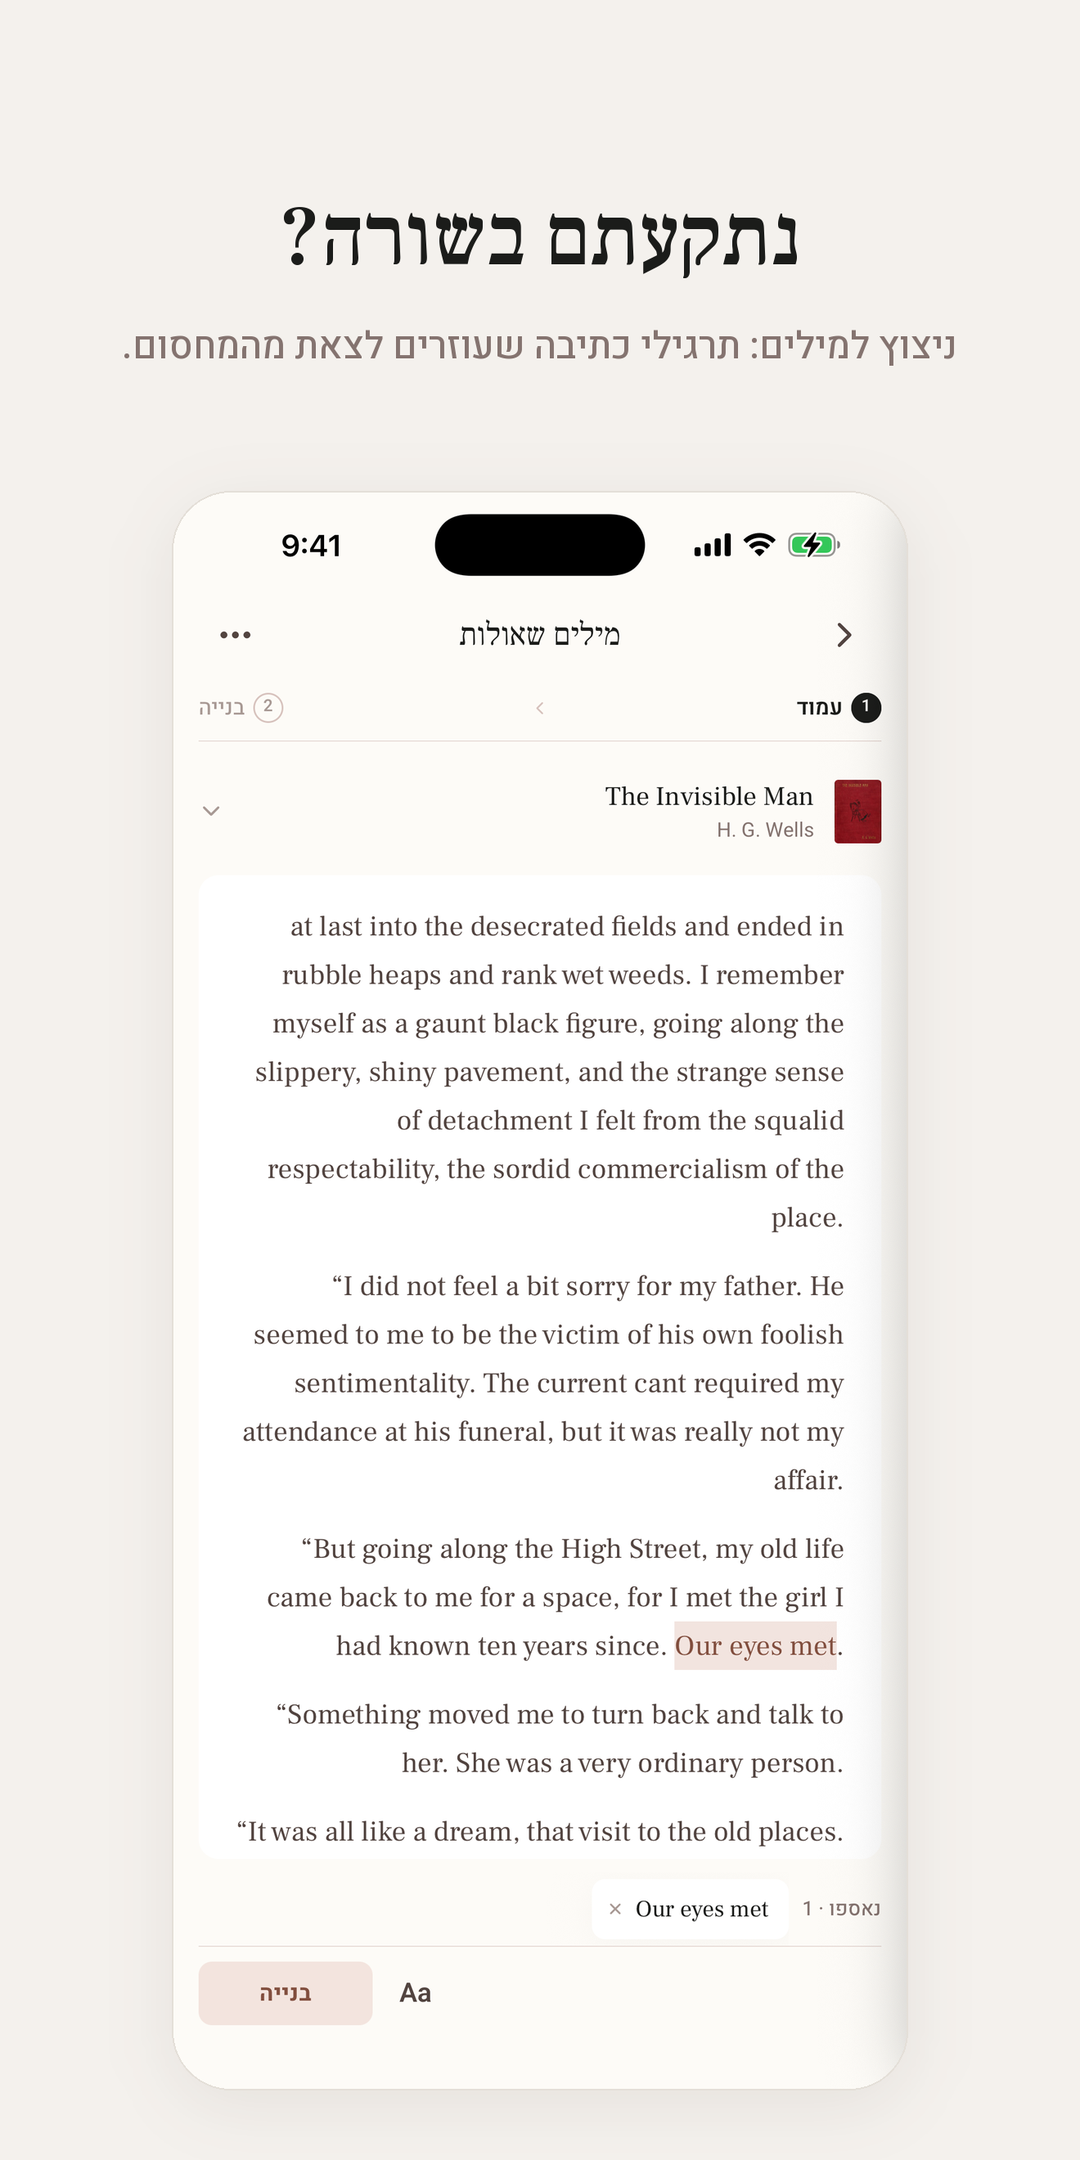 נתקעתם בשורה?
ניצוץ למילים: תרגילי כתיבה שעוזרים לצאת מהמחסום.
9:41
מילים שאולות
1 עמוד
2 בנייה
The Invisible Man
H. G. Wells
at last into the desecrated fields and ended in
rubble heaps and rank wet weeds. I remember
myself as a gaunt black figure, going along the
slippery, shiny pavement, and the strange sense
of detachment I felt from the squalid
respectability, the sordid commercialism of the
place.
“I did not feel a bit sorry for my father. He
seemed to me to be the victim of his own foolish
sentimentality. The current cant required my
attendance at his funeral, but it was really not my
affair.
“But going along the High Street, my old life
came back to me for a space, for I met the girl I
had known ten years since. Our eyes met.
“Something moved me to turn back and talk to
her. She was a very ordinary person.
“It was all like a dream, that visit to the old places.
נאספו · 1
Our eyes met ×
Aa
בנייה